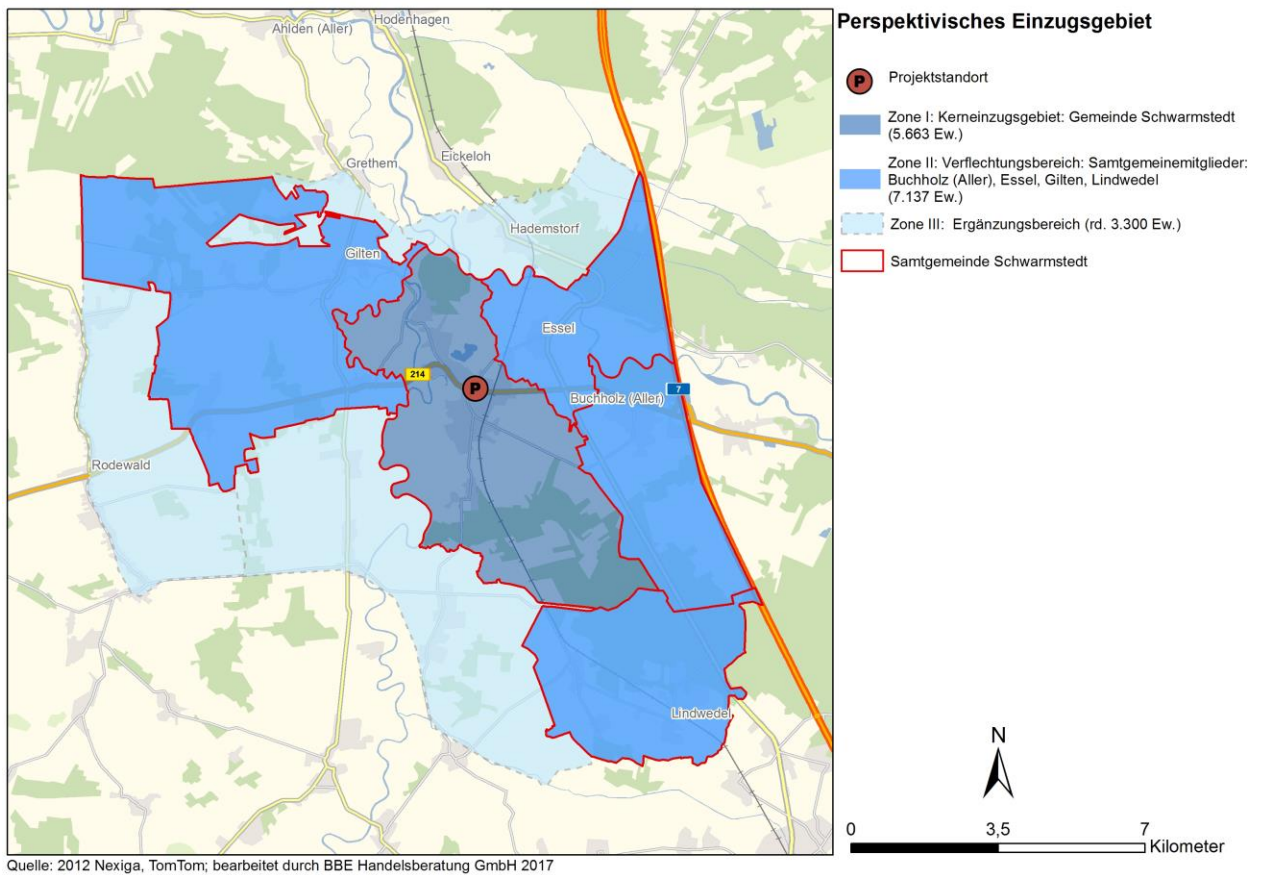 Perspektivisches Einzugsgebiet
P Projektstandort
Zone I: Kerneinzugsgebiet: Gemeinde Schwarmstedt
(5.663 Ew.)
Zone II: Verflechtungsbereich: Samtgemeinemitglieder:
Buchholz (Aller), Essel, Gilten, Lindwedel
(7.137 Ew.)
Zone III: Ergänzungsbereich (rd. 3.300 Ew.)
Samtgemeinde Schwarmstedt
Hodenhagen
Ahlden (Aller)
Grethem
Eickeloh
Hademstorf
Gilten
Essel
214
P
7
Buchholz (Aller)
Rodewald
Lindwedel
N
0 3,5 7
Kilometer
Quelle: 2012 Nexiga, TomTom; bearbeitet durch BBE Handelsberatung GmbH 2017